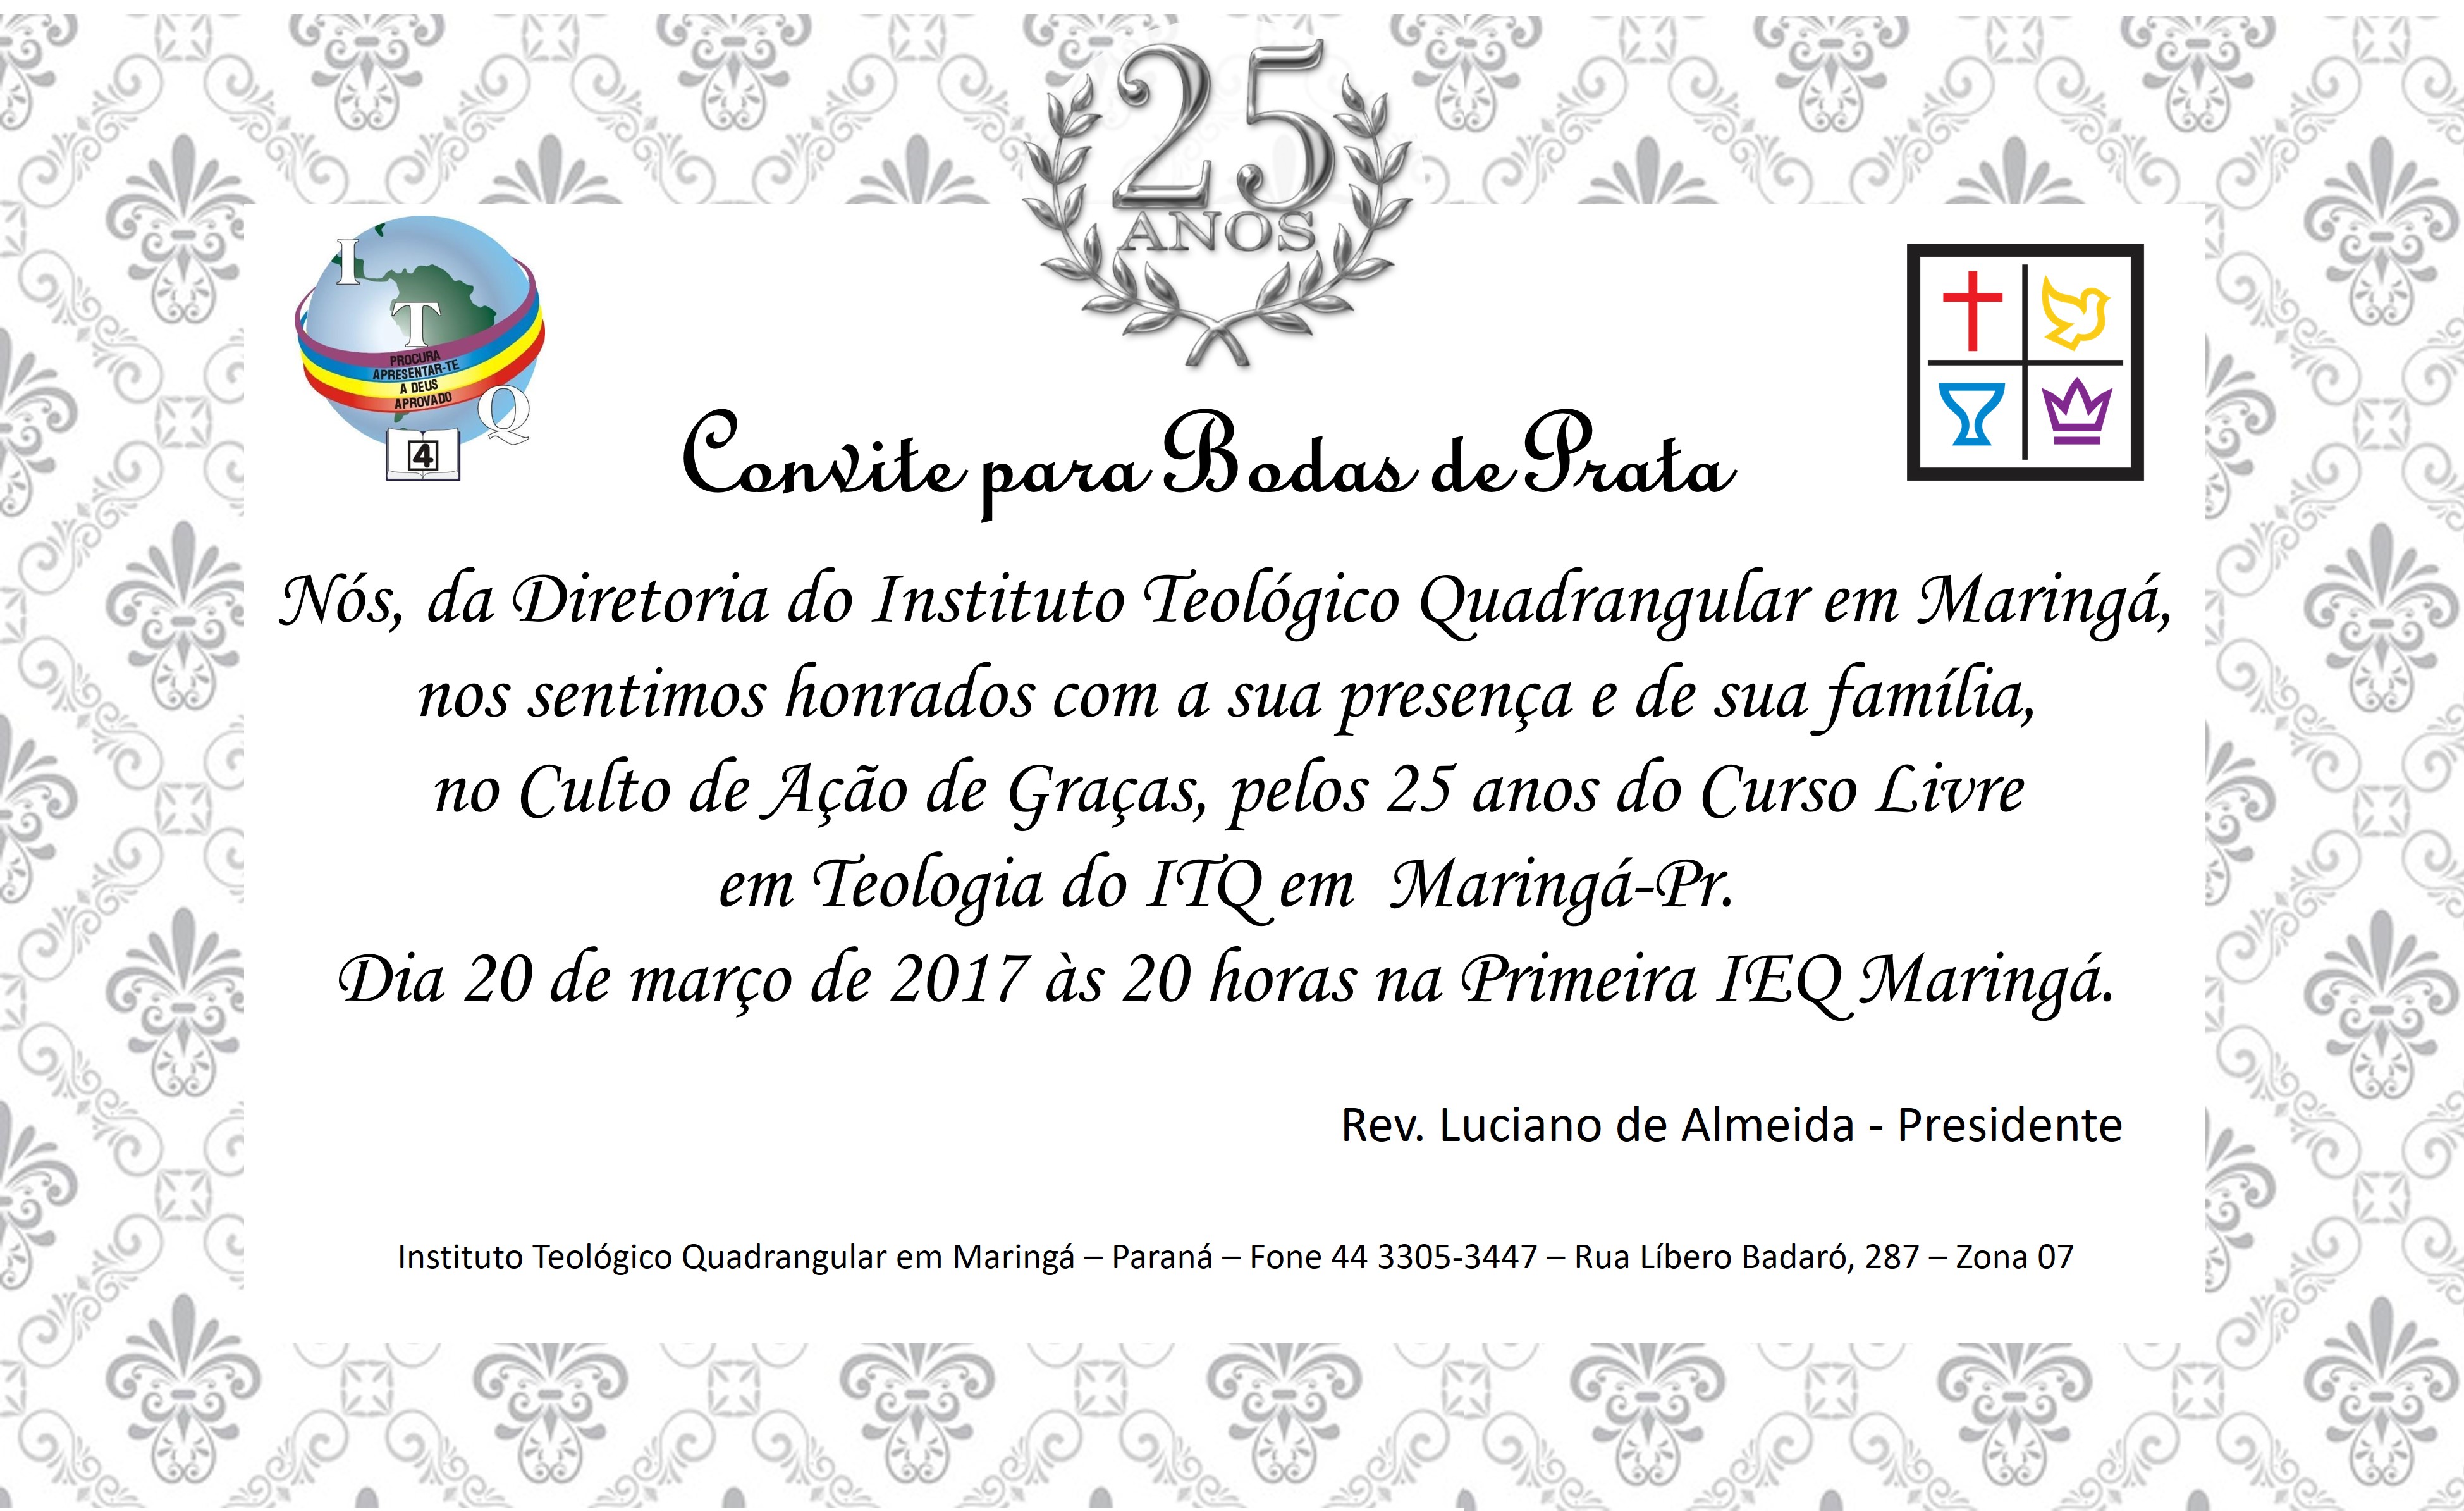 25
ANOS
I
T
Q
PROCURA
APRESENTAR-TE
A DEUS
APROVADO
4
Convite para Bodas de Prata
Nós, da Diretoria do Instituto Teológico Quadrangular em Maringá,
nos sentimos honrados com a sua presença e de sua família,
no Culto de Ação de Graças, pelos 25 anos do Curso Livre
em Teologia do ITQ em Maringá-Pr.
Dia 20 de março de 2017 às 20 horas na Primeira IEQ Maringá.
Rev. Luciano de Almeida - Presidente
Instituto Teológico Quadrangular em Maringá – Paraná – Fone 44 3305-3447 – Rua Líbero Badaró, 287 – Zona 07